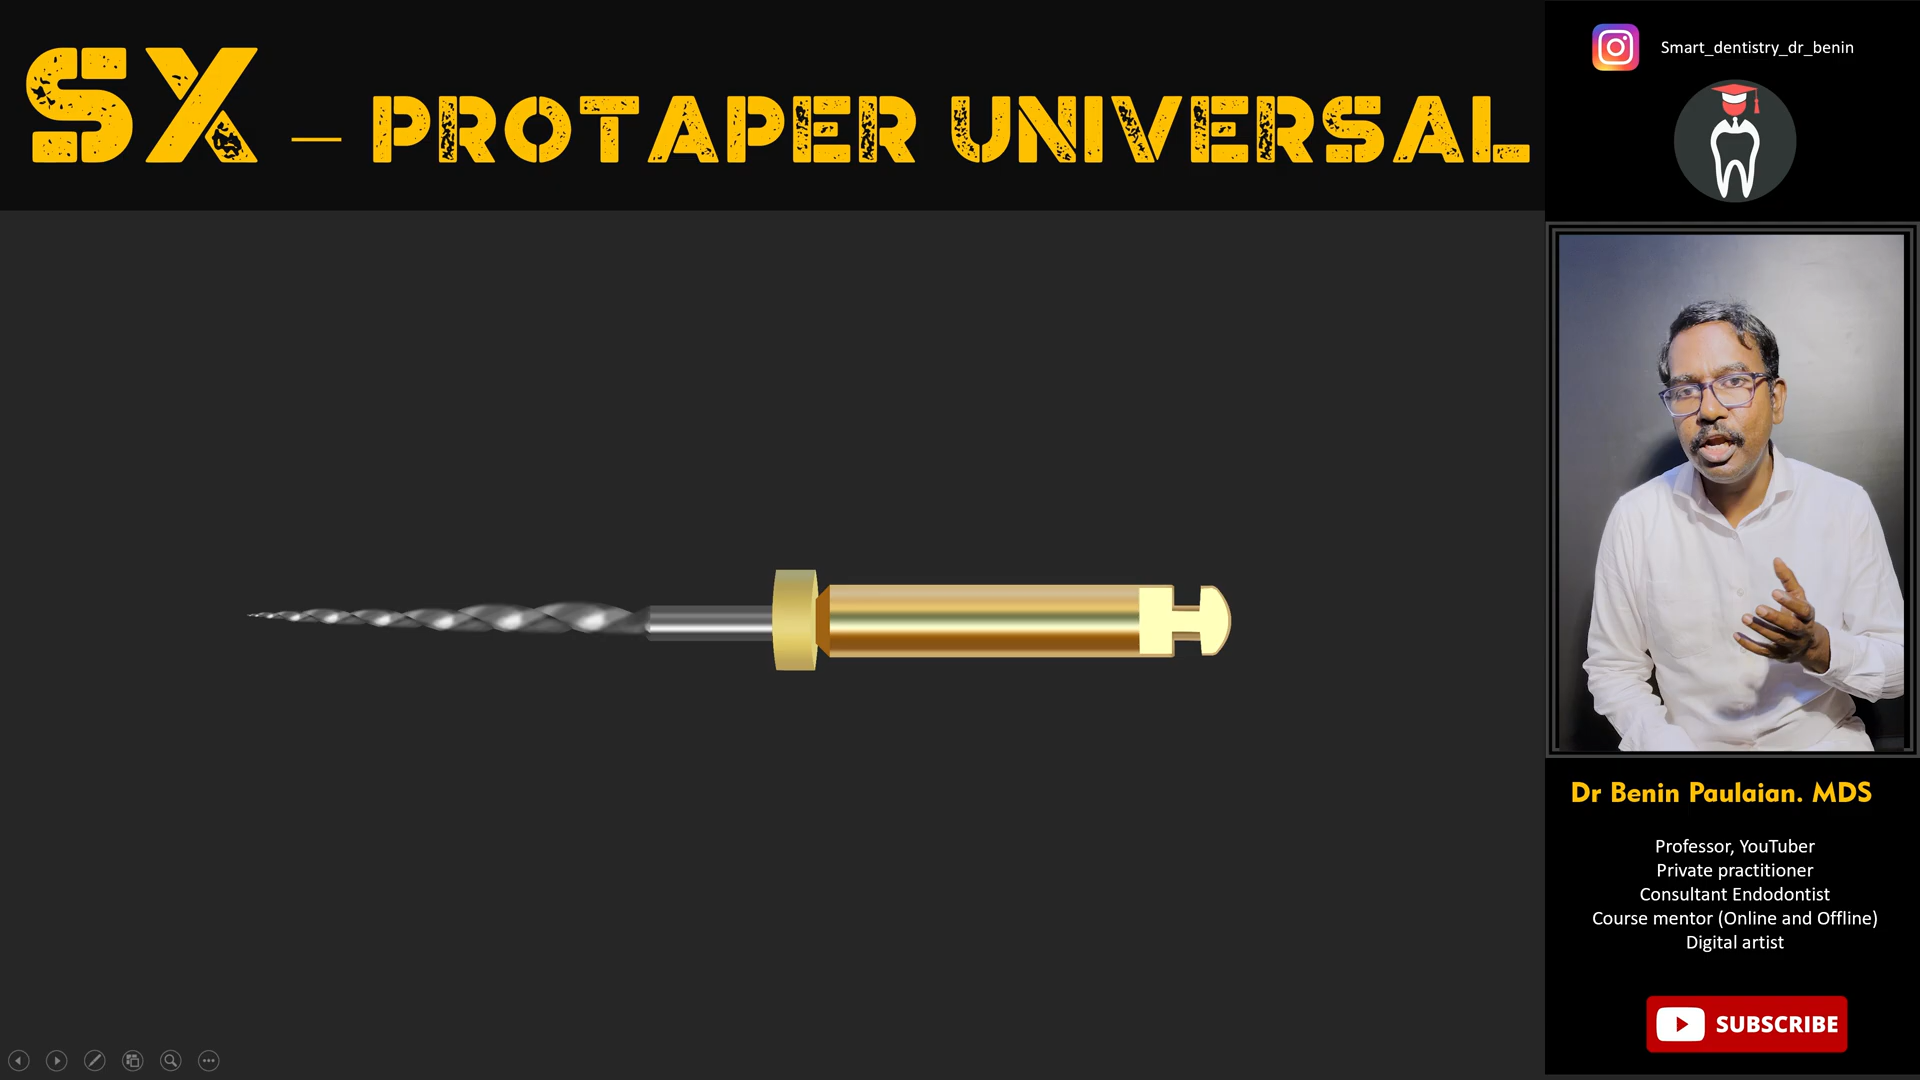 SX – PROTAPER UNIVERSAL
Smart_dentistry_dr_benin
Dr Benin Paulaian. MDS
Professor, YouTuber
Private practitioner
Consultant Endodontist
Course mentor (Online and Offline)
Digital artist
SUBSCRIBE